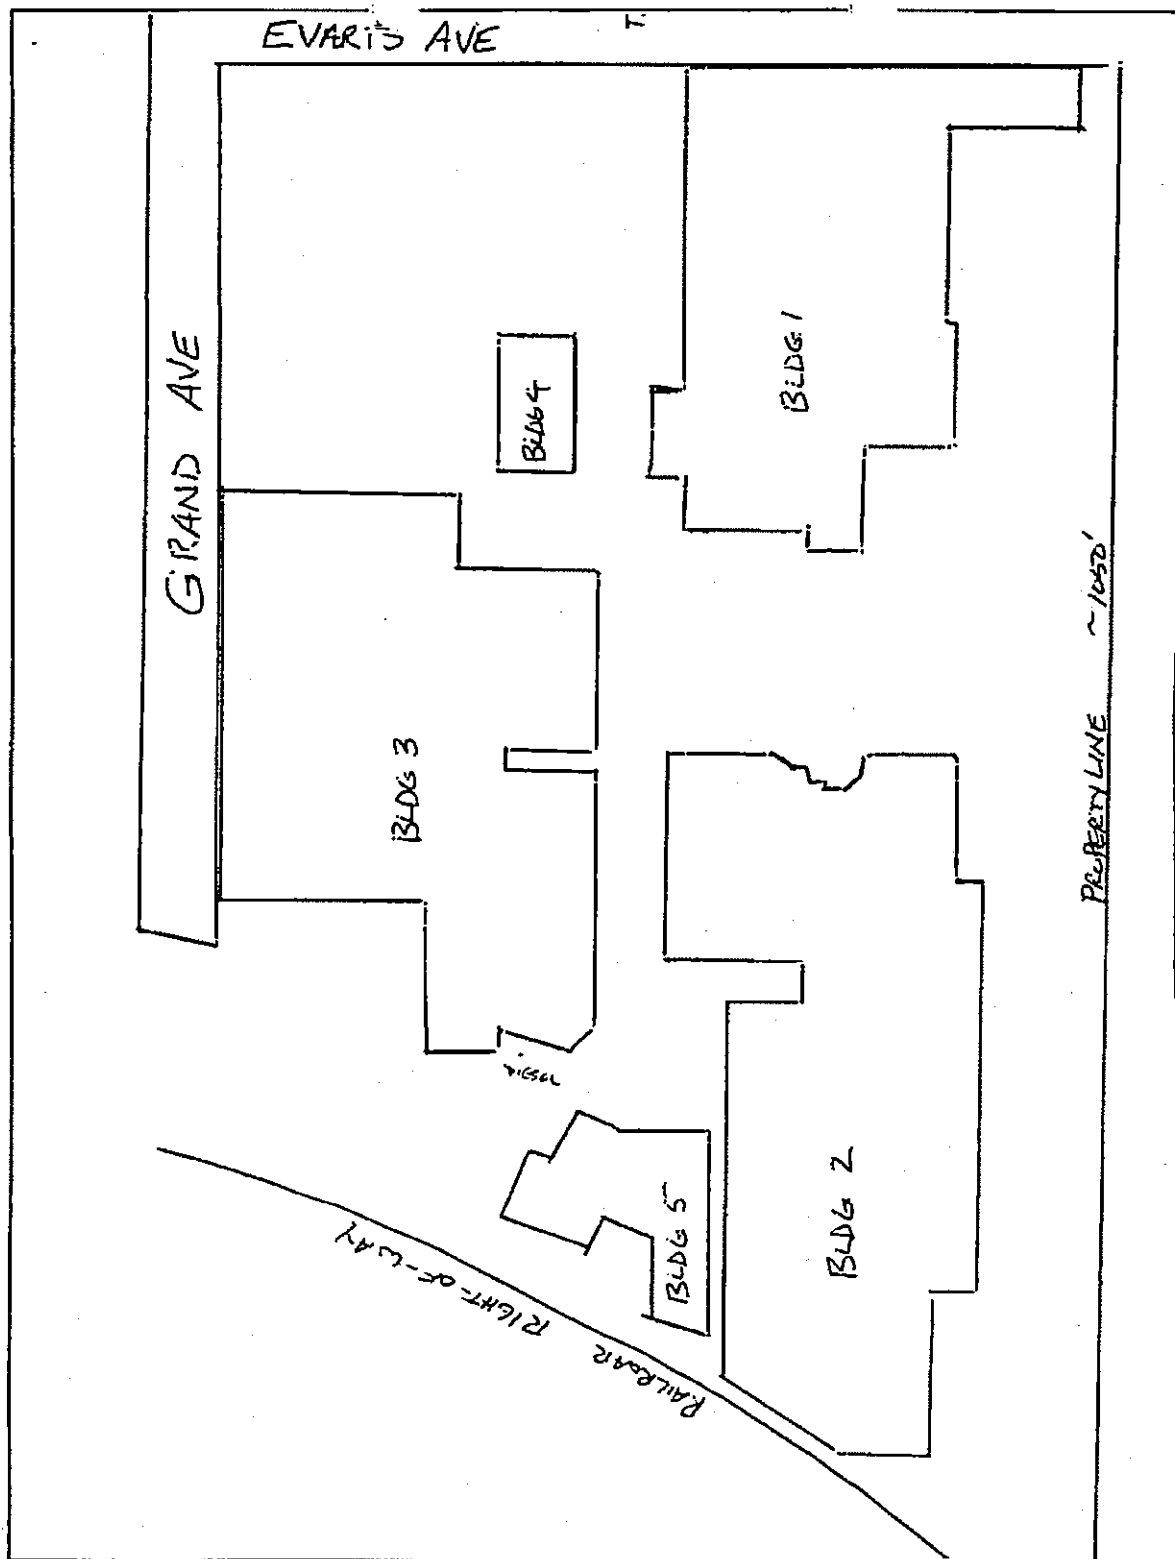 EVARTS AVE
GRAND AVE
BLDG 1
BLDG 4
BLDG 3
PROPERTY LINE ~1050'
BLDG 5
BLDG 2
RAILROAD RIGHT-OF-WAY